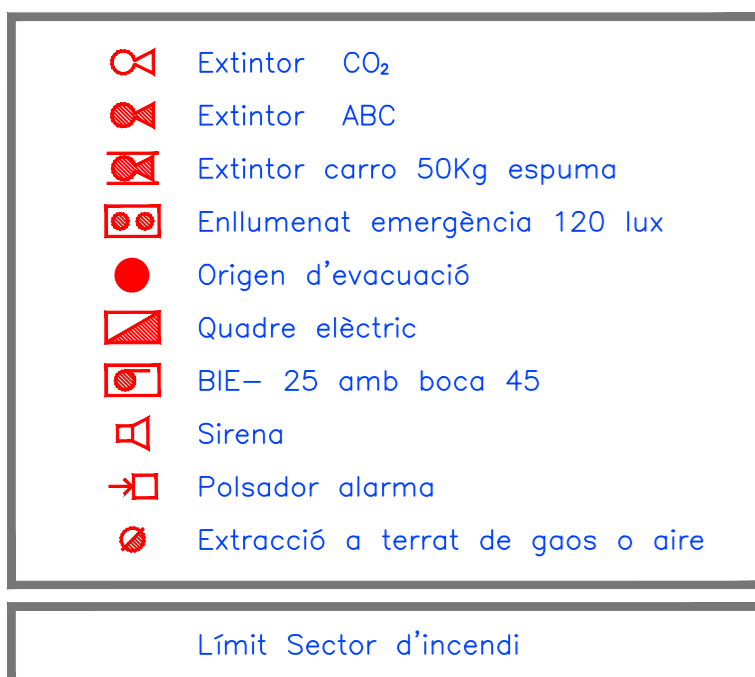 Extintor CO₂
Extintor ABC
Extintor carro 50Kg espuma
Enllumenat emergència 120 lux
Origen d'evacuació
Quadre elèctric
BIE– 25 amb boca 45
Sirena
Polsador alarma
Extracció a terrat de gaos o aire
Límit Sector d'incendi